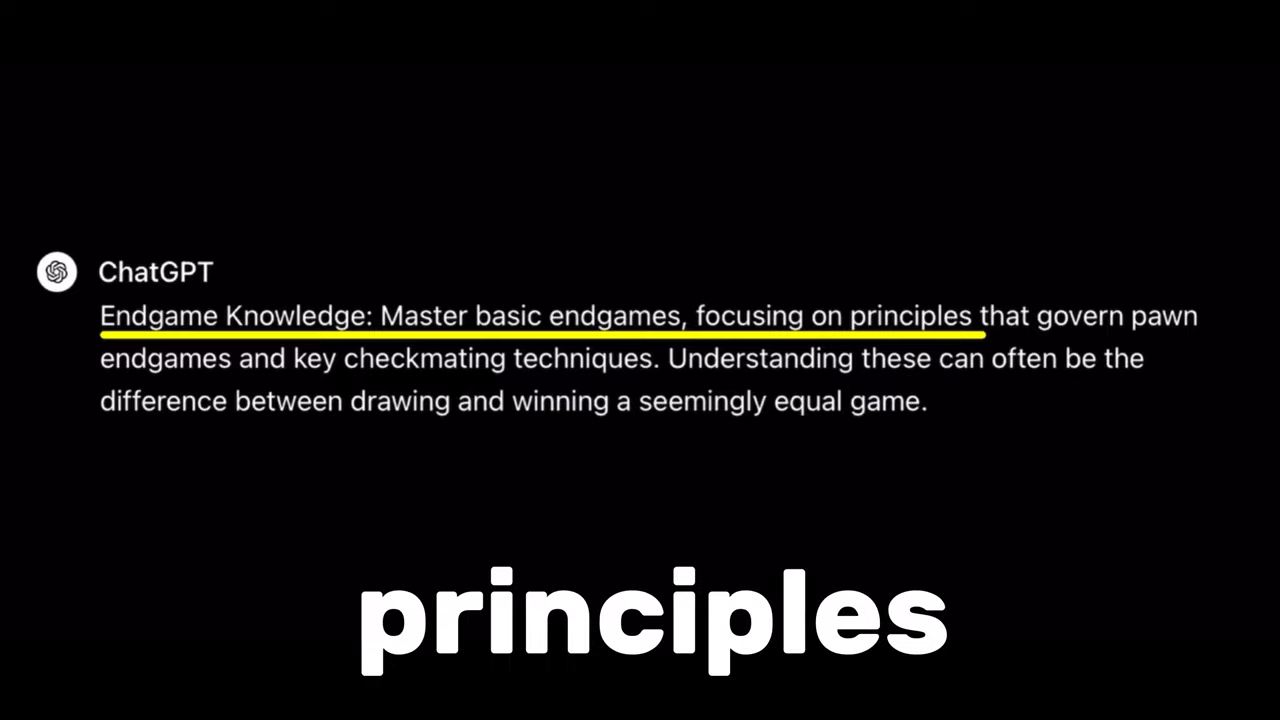 ChatGPT
Endgame Knowledge: Master basic endgames, focusing on principles that govern pawn
endgames and key checkmating techniques. Understanding these can often be the
difference between drawing and winning a seemingly equal game.
principles